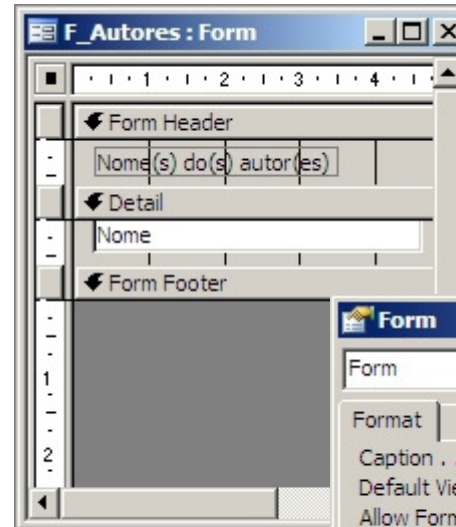 F_Autores : Form
1 2 3 4
Form Header
Nome(s) do(s) autor(es)
Detail
Nome
Form Footer
1
2
Form
Form
Format
Caption .
Default Vie
Allow Form